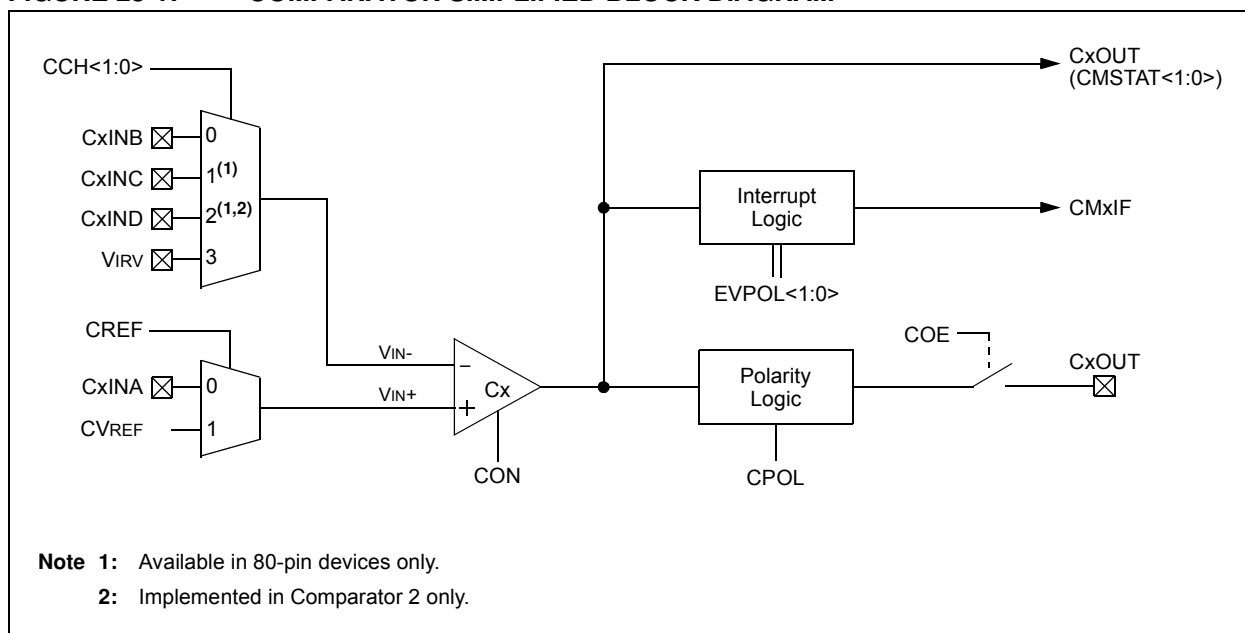 CCH<1:0>
CxINB
0
CxINC
1(1)
CxIND
2(1,2)
VIRV
3
CREF
CxINA
0
CVREF
1
VIN-
VIN+
–
+
Cx
CON
CxOUT
(CMSTAT<1:0>)
Interrupt
Logic
CMxIF
EVPOL<1:0>
COE
Polarity
Logic
CxOUT
CPOL
Note 1: Available in 80-pin devices only.
2: Implemented in Comparator 2 only.